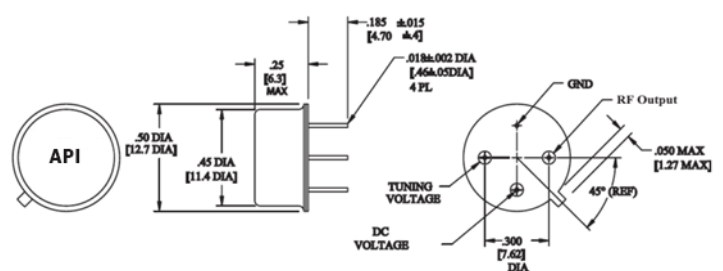 API
.50 DIA
[12.7 DIA]
.45 DIA
[11.4 DIA]
.25
[6.3]
MAX
.185 ±.015
[4.70 ±.4]
.018±.002 DIA
[.46±.05DIA]
4 PL
GND
RF Output
.050 MAX
[1.27 MAX]
45° (REF)
TUNING
VOLTAGE
DC
VOLTAGE
.300
[7.62]
DIA